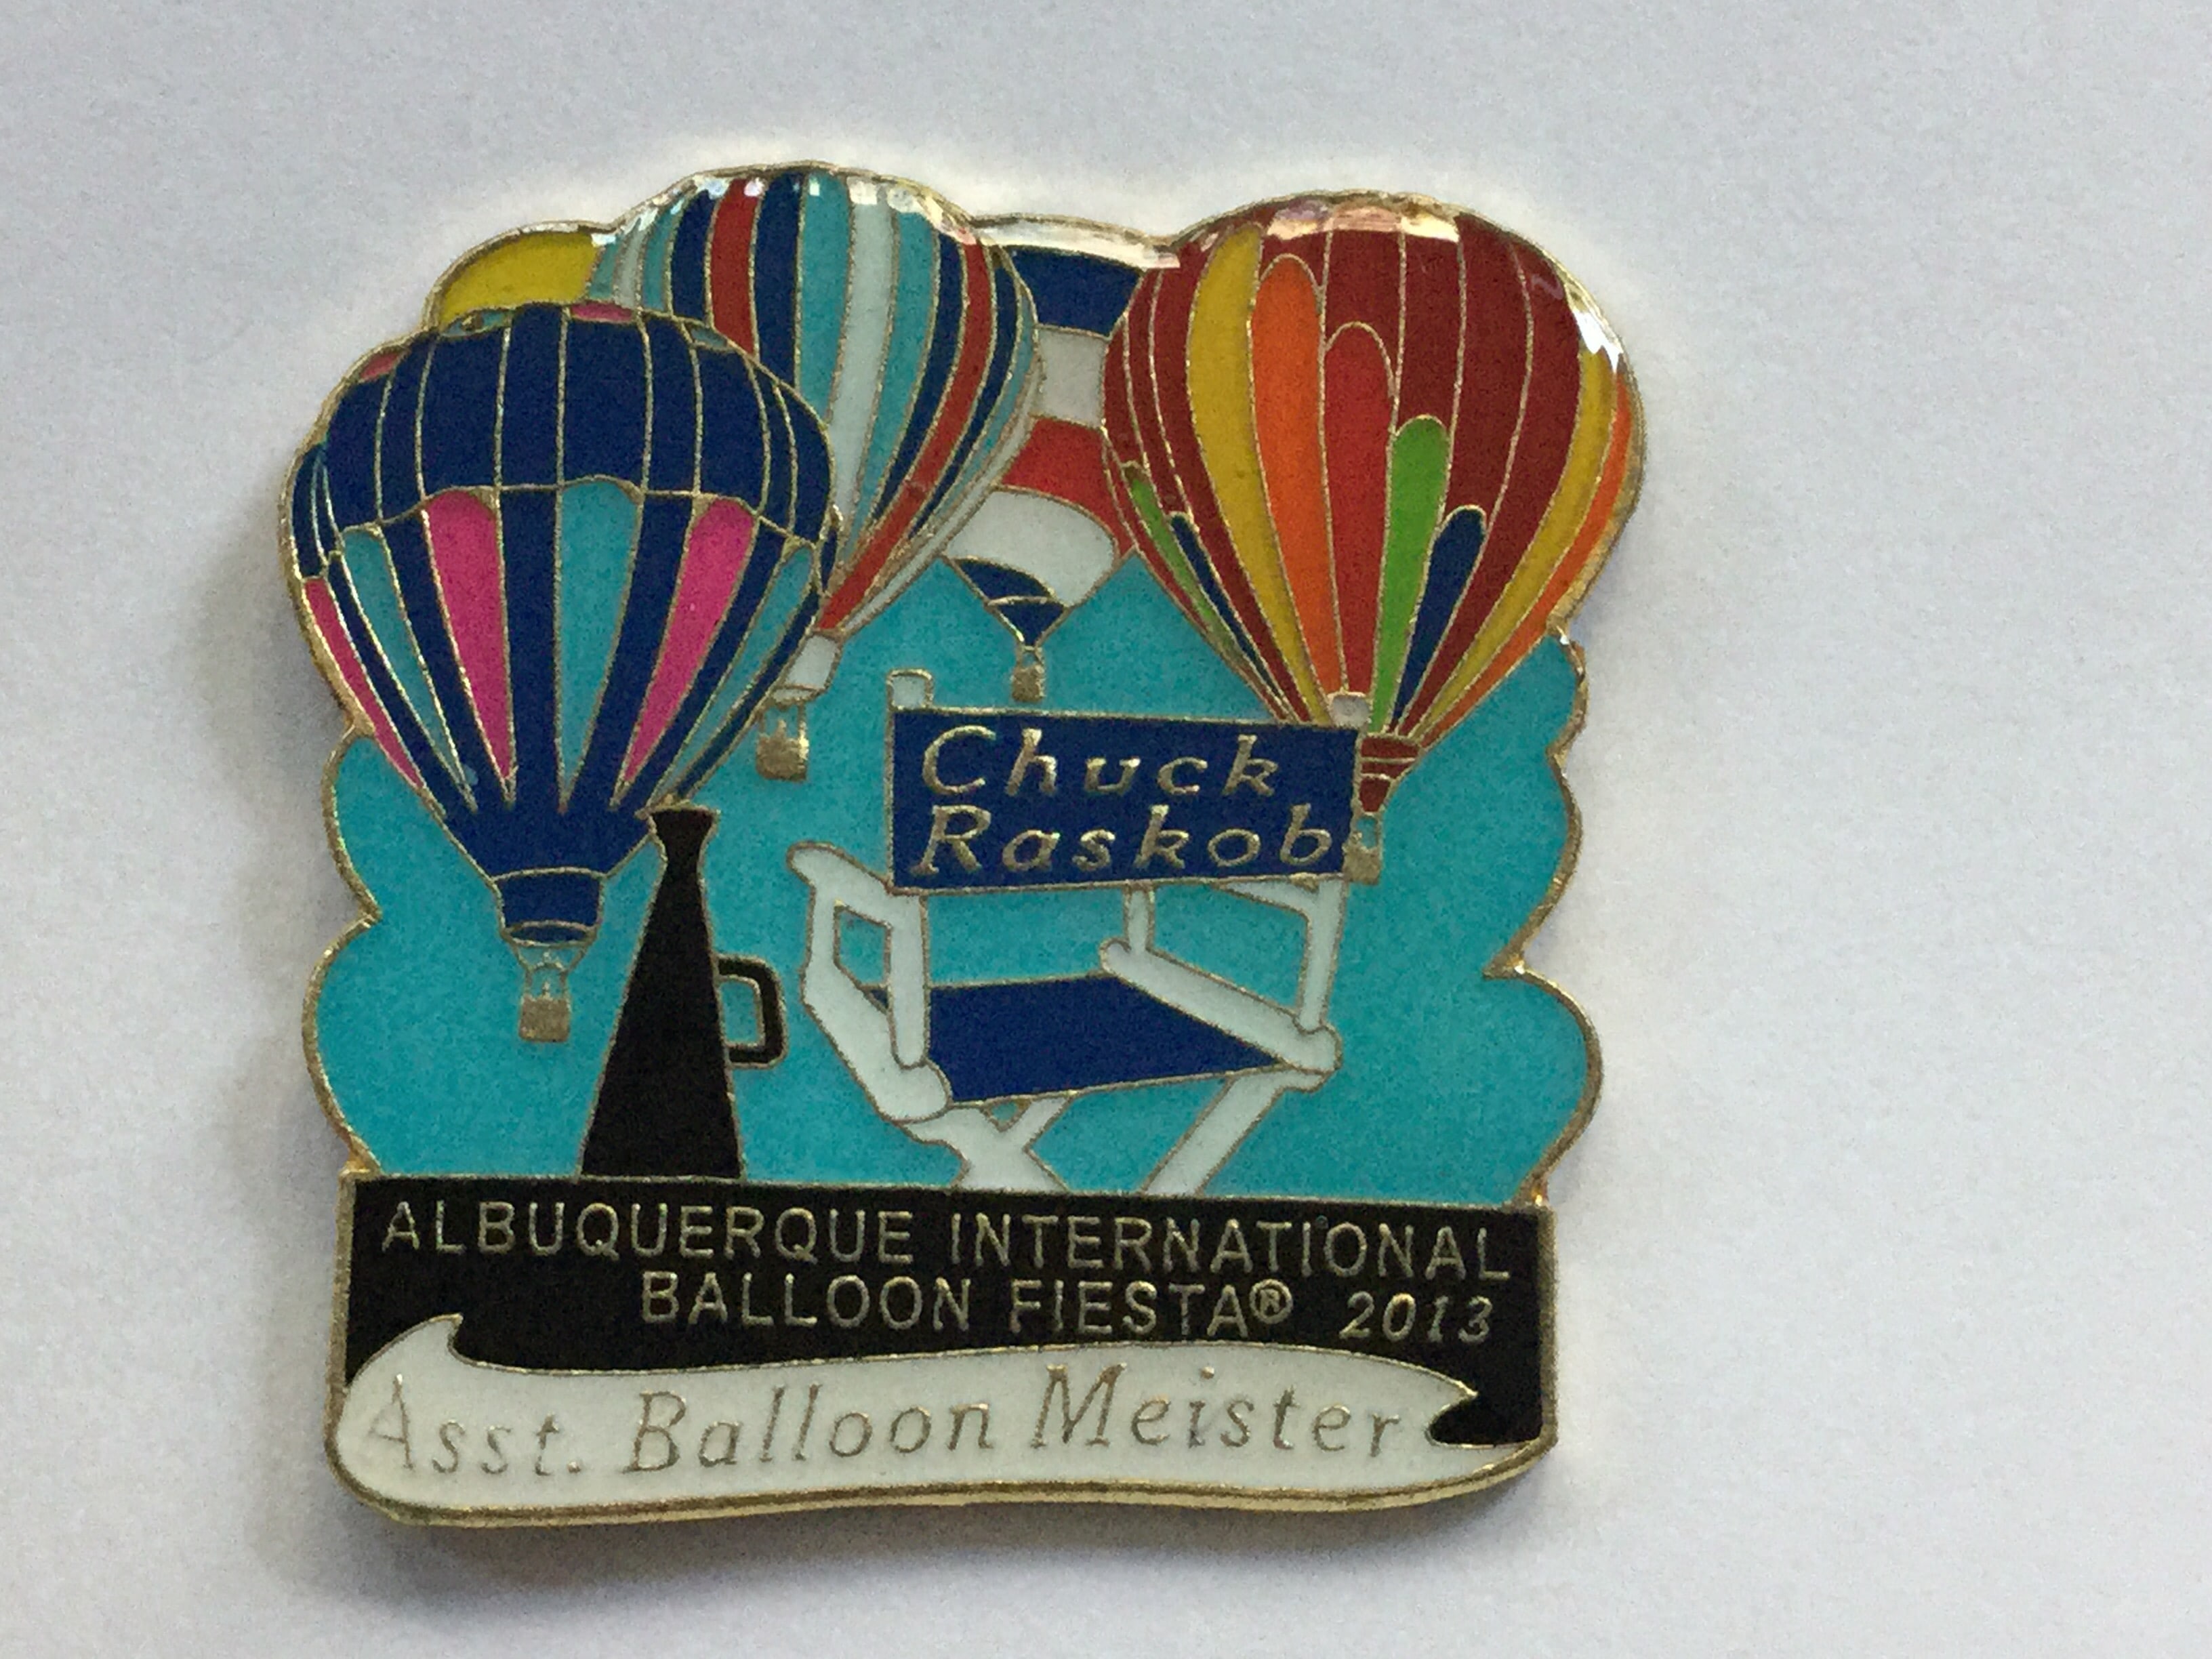 Chuck
Raskob
ALBUQUERQUE INTERNATIONAL
BALLOON FIESTA® 2013
Asst. Balloon Meister